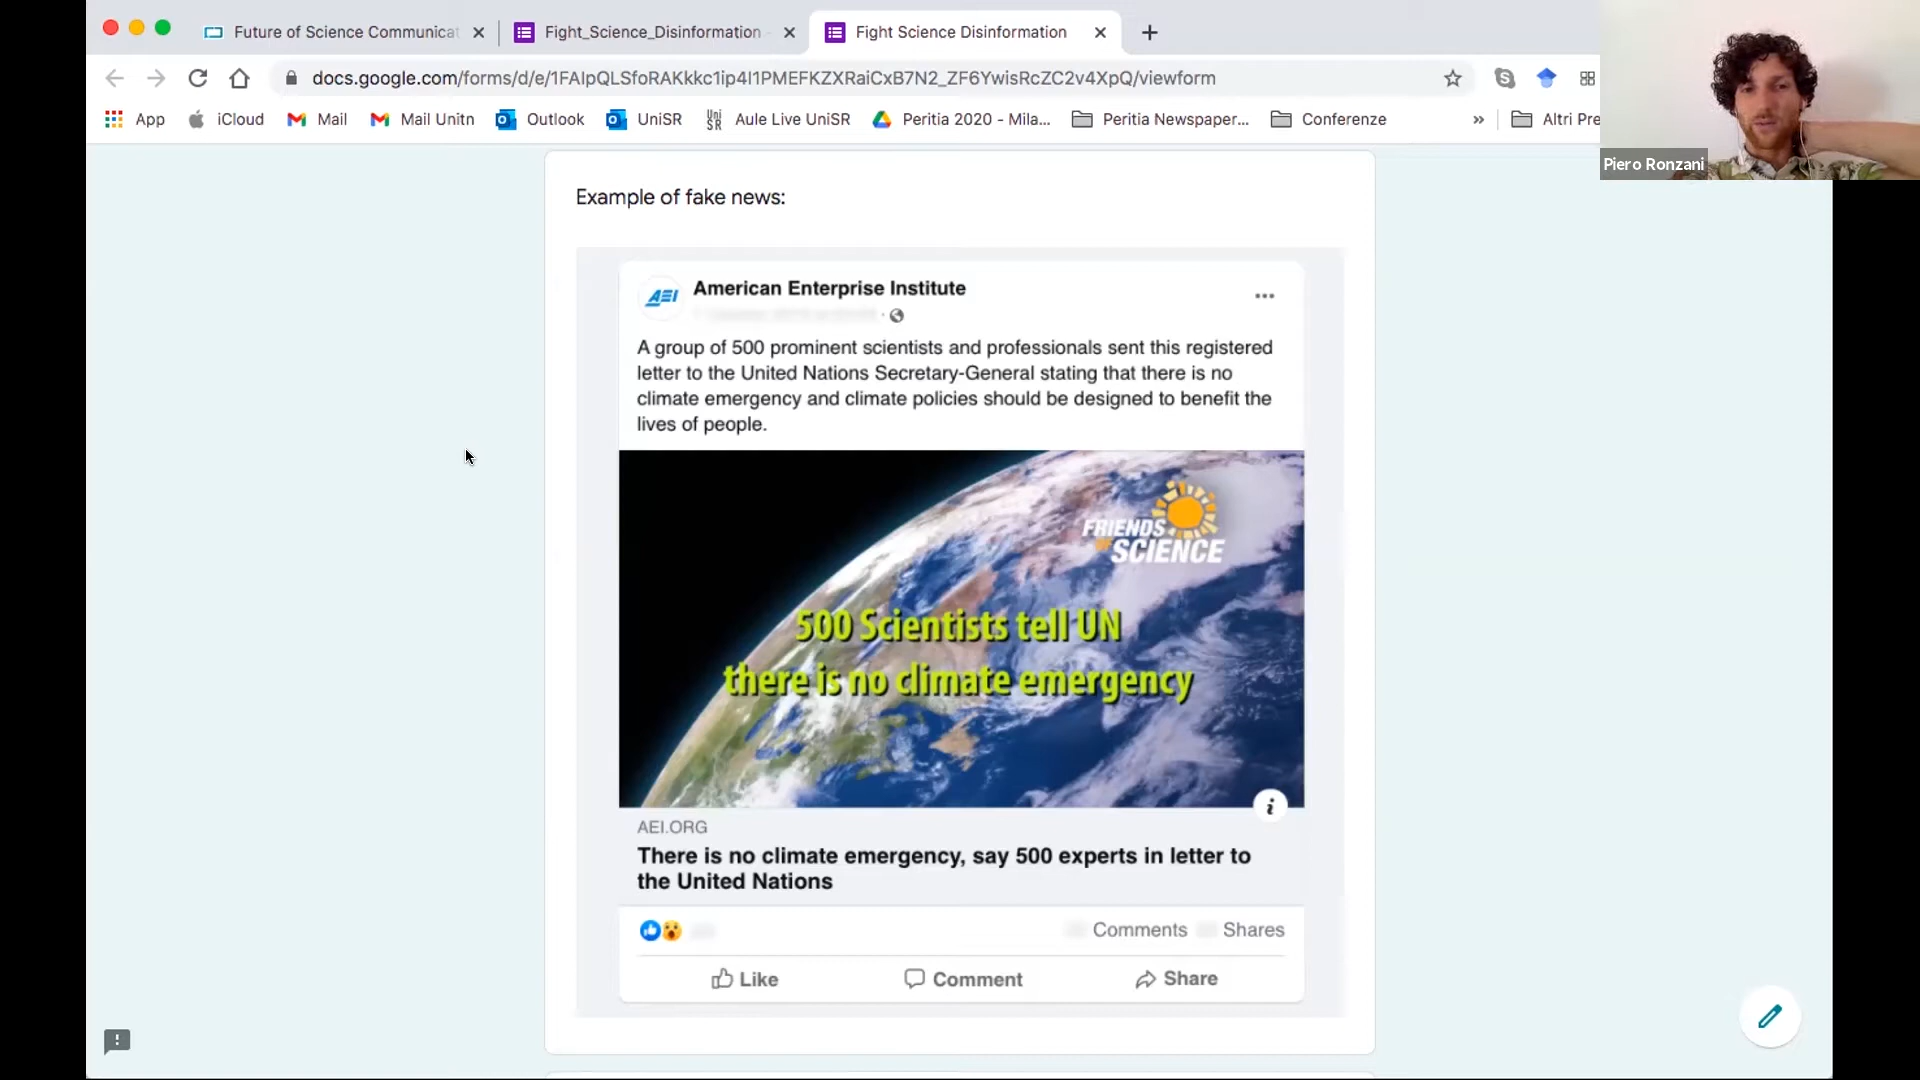 Future of Science Communicat
Fight_Science_Disinformation
Fight Science Disinformation
docs.google.com/forms/d/e/1FAIpQLSfoRAKkkc1ip4I1PMEFKZXRaiCxB7N2_ZF6YwisRcZC2v4XpQ/viewform
App
iCloud
Mail
Mail Unitn
Outlook
UniSR
Uni SR
Aule Live UniSR
Peritia 2020 - Mila...
Peritia Newspaper...
Conferenze
»
Altri Pre
Piero Ronzani
Example of fake news:
AEI
American Enterprise Institute
A group of 500 prominent scientists and professionals sent this registered
letter to the United Nations Secretary-General stating that there is no
climate emergency and climate policies should be designed to benefit the
lives of people.
FRIENDS
OF SCIENCE
500 Scientists tell UN
there is no climate emergency
i
AEI.ORG
There is no climate emergency, say 500 experts in letter to
the United Nations
Comments Shares
Like Comment Share